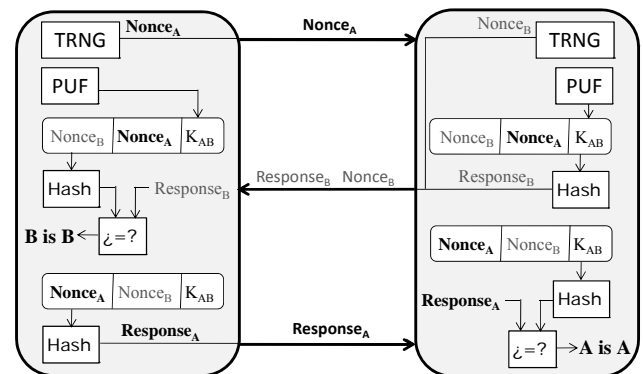 TRNG
Nonce_A
PUF
Nonce_B Nonce_A K_AB
Hash
Response_B
B is B
¿=?
Nonce_A Nonce_B K_AB
Hash
Response_A
Nonce_A
Response_B Nonce_B
Response_A
Nonce_B
TRNG
PUF
Nonce_B Nonce_A K_AB
Response_B
Hash
Nonce_A Nonce_B K_AB
Response_A
Hash
¿=?
A is A